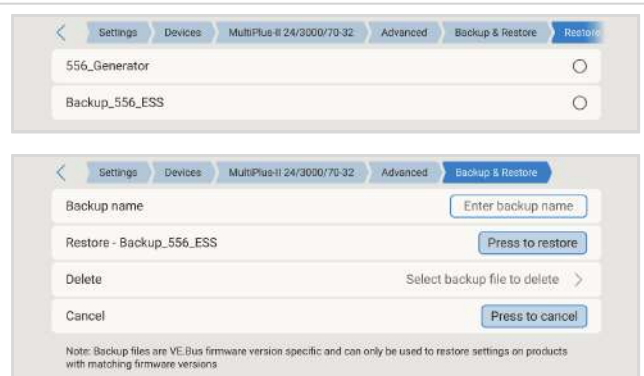 Settings Devices MultiPlus-II 24/3000/70-32 Advanced Backup & Restore Restore
556_Generator
Backup_556_ESS
Settings Devices MultiPlus-II 24/3000/70-32 Advanced Backup & Restore
Backup name Enter backup name
Restore - Backup_556_ESS Press to restore
Delete Select backup file to delete
Cancel Press to cancel
Note: Backup files are VE.Bus firmware version specific and can only be used to restore settings on products
with matching firmware versions